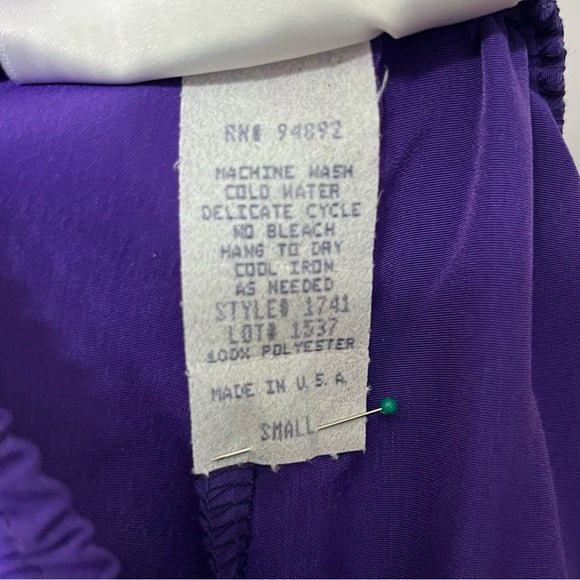 RN# 94892
MACHINE WASH
COLD WATER
DELICATE CYCLE
NO BLEACH
HANG TO DRY
COOL IRON
AS NEEDED
STYLE# 1741
LOT# 1537
100% POLYESTER
MADE IN U.S.A.
SMALL